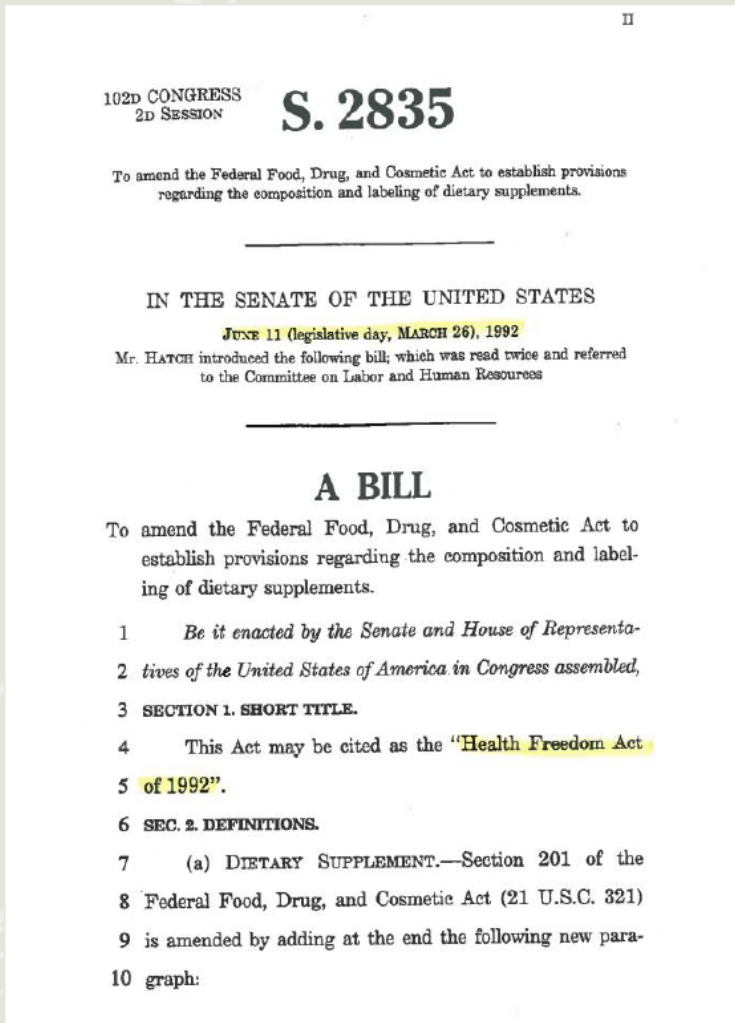 II
102D CONGRESS
2D SESSION
S. 2835
To amend the Federal Food, Drug, and Cosmetic Act to establish provisions
regarding the composition and labeling of dietary supplements.
IN THE SENATE OF THE UNITED STATES
JUNE 11 (legislative day, MARCH 26), 1992
Mr. HATCH introduced the following bill; which was read twice and referred
to the Committee on Labor and Human Resources
A BILL
To amend the Federal Food, Drug, and Cosmetic Act to
establish provisions regarding the composition and label-
ing of dietary supplements.
1 Be it enacted by the Senate and House of Representa-
2 tives of the United States of America in Congress assembled,
3 SECTION 1. SHORT TITLE.
4 This Act may be cited as the "Health Freedom Act
5 of 1992".
6 SEC. 2. DEFINITIONS.
7 (a) DIETARY SUPPLEMENT.—Section 201 of the
8 Federal Food, Drug, and Cosmetic Act (21 U.S.C. 321)
9 is amended by adding at the end the following new para-
10 graph: